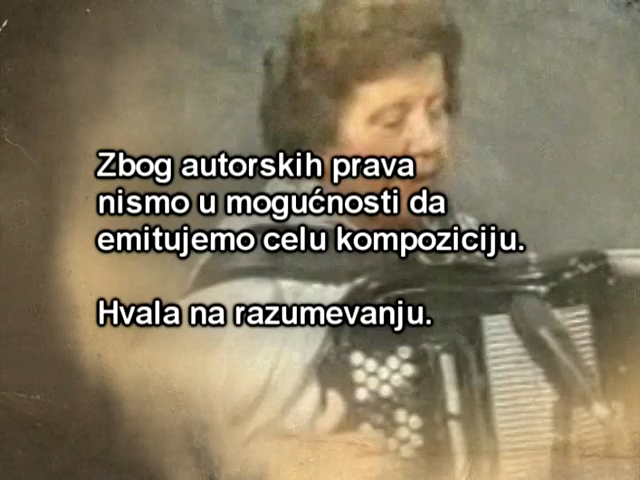 Zbog autorskih prava
nismo u mogućnosti da
emitujemo celu kompoziciju.
Hvala na razumevanju.